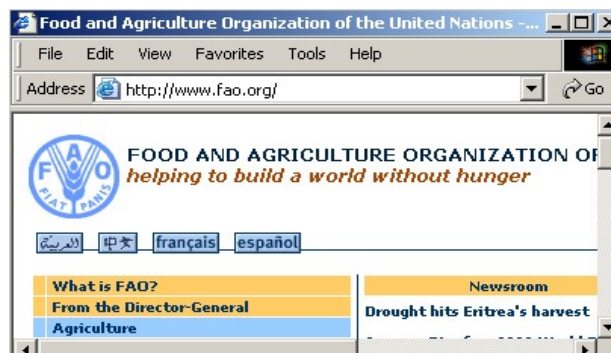 Food and Agriculture Organization of the United Nations -...
File Edit View Favorites Tools Help
Address http://www.fao.org/ Go
FAO
FIAT PANIS
FOOD AND AGRICULTURE ORGANIZATION OF
helping to build a world without hunger
العربية 中文 français español
What is FAO?
From the Director-General
Agriculture
Newsroom
Drought hits Eritrea's harvest